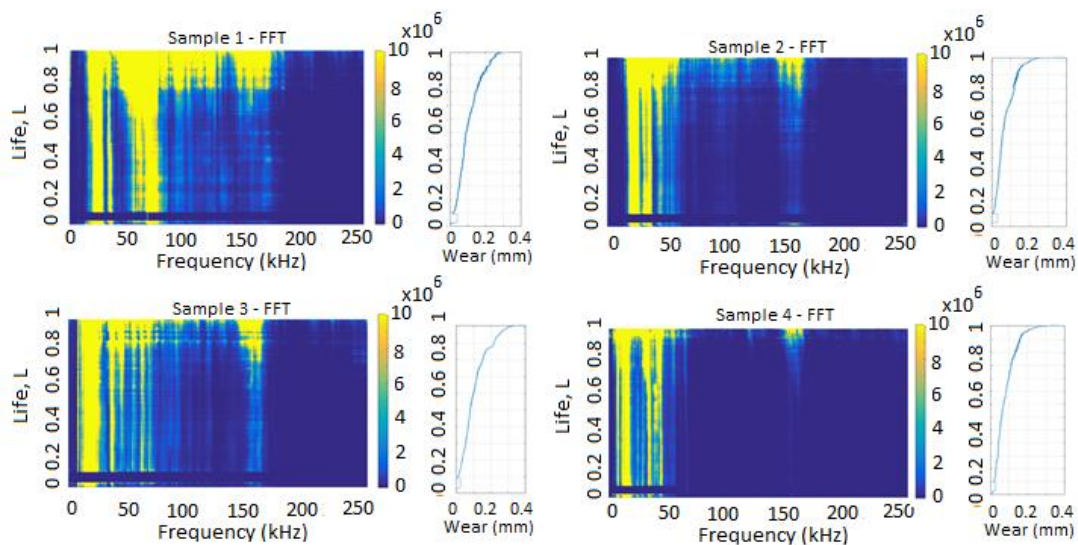 Sample 1 - FFT
x10⁶
Life, L
0 0.2 0.4 0.6 0.8 1
0 2 4 6 8 10
0 0.2 0.4 0.6 0.8 1
0 50 100 150 200 250
Frequency (kHz)
0 0.2 0.4
Wear (mm)
Sample 2 - FFT
x10⁶
Life, L
0 0.2 0.4 0.6 0.8 1
0 2 4 6 8 10
0 0.2 0.4 0.6 0.8 1
0 50 100 150 200 250
Frequency (kHz)
0 0.2 0.4
Wear (mm)
Sample 3 - FFT
x10⁶
Life, L
0 0.2 0.4 0.6 0.8 1
0 2 4 6 8 10
0 0.2 0.4 0.6 0.8 1
0 50 100 150 200 250
Frequency (kHz)
0 0.2 0.4
Wear (mm)
Sample 4 - FFT
x10⁶
Life, L
0 0.2 0.4 0.6 0.8 1
0 2 4 6 8 10
0 0.2 0.4 0.6 0.8 1
0 50 100 150 200 250
Frequency (kHz)
0 0.2 0.4
Wear (mm)